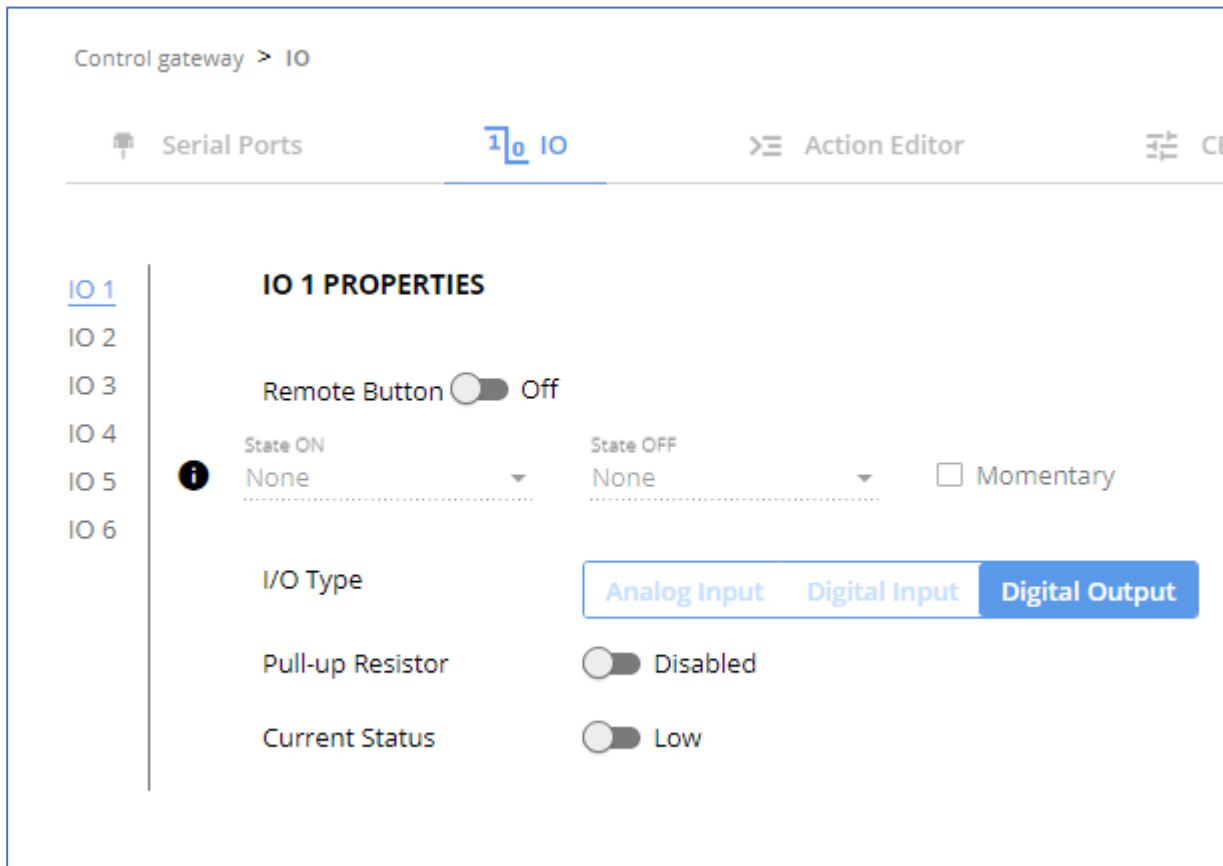 Control gateway > IO
Serial Ports
1 0 IO
Action Editor
IO 1
IO 2
IO 3
IO 4
IO 5
IO 6
IO 1 PROPERTIES
Remote Button Off
State ON State OFF
None None Momentary
I/O Type Analog Input Digital Input Digital Output
Pull-up Resistor Disabled
Current Status Low